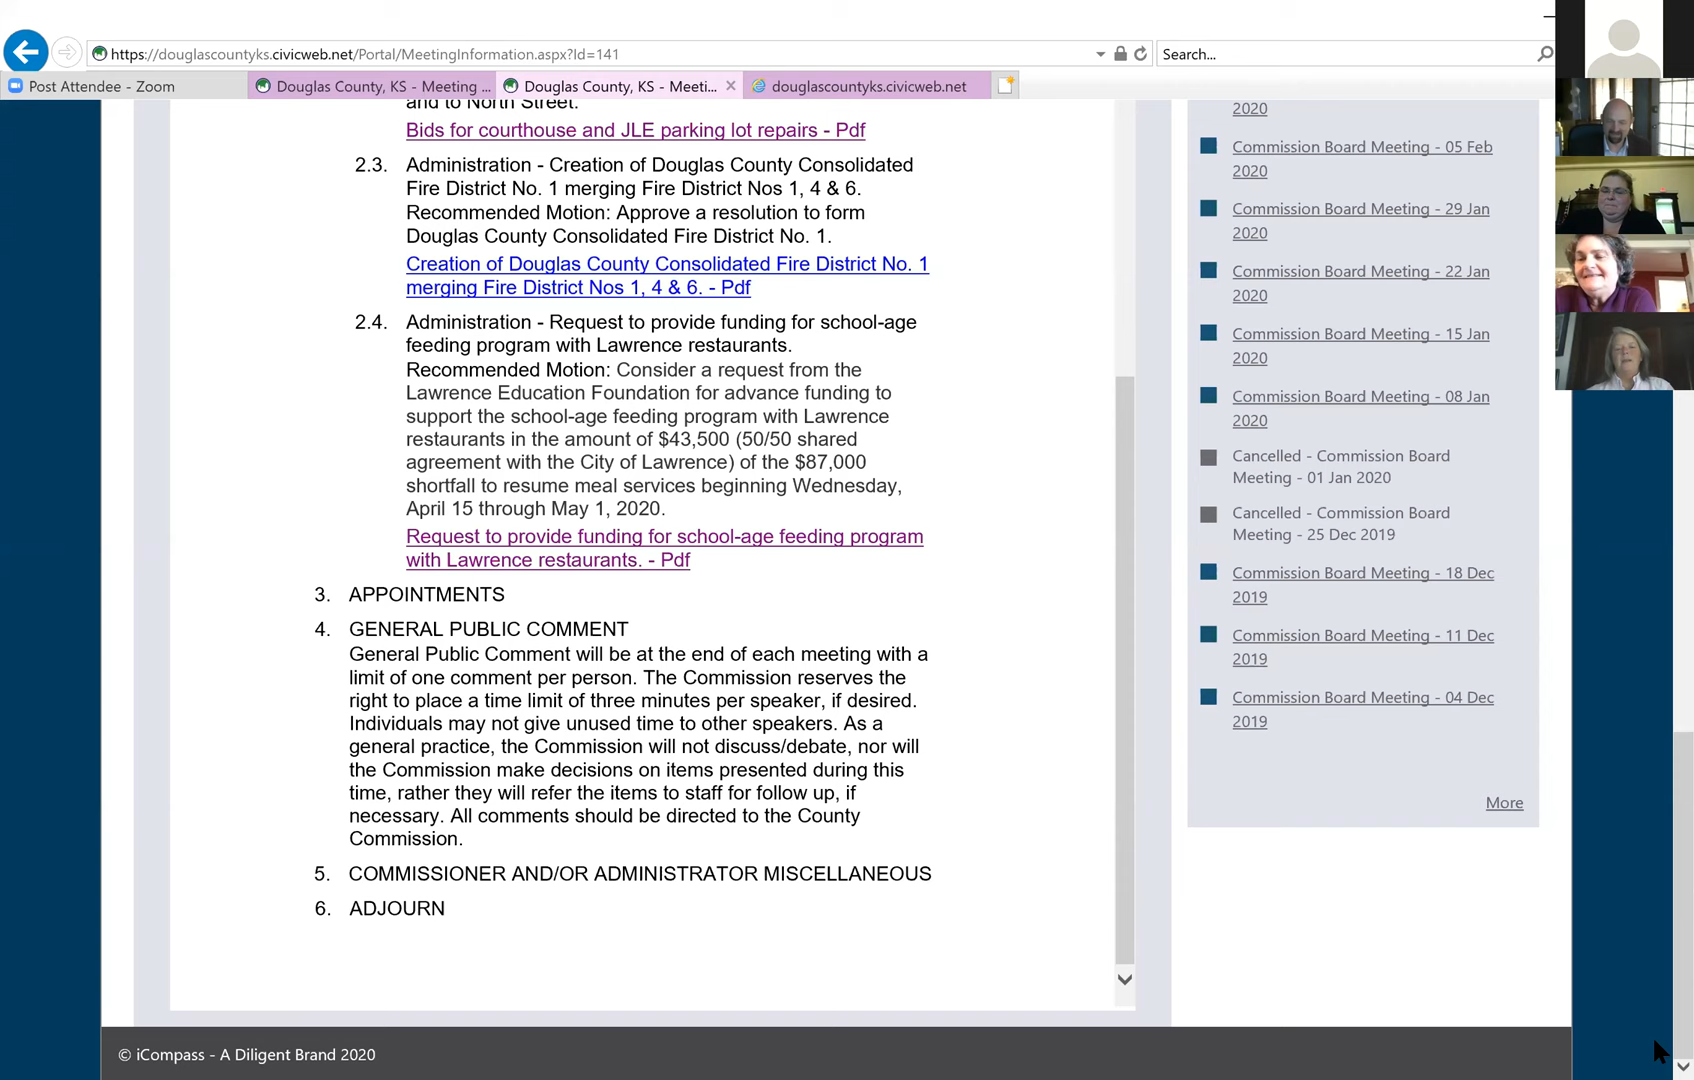 https://douglascountyks.civicweb.net/Portal/MeetingInformation.aspx?Id=141
Search...
Post Attendee - Zoom
Douglas County, KS - Meeting ...
Douglas County, KS - Meeti...
douglascountyks.civicweb.net
and to North Street.
Bids for courthouse and JLE parking lot repairs - Pdf
2.3. Administration - Creation of Douglas County Consolidated
Fire District No. 1 merging Fire District Nos 1, 4 & 6.
Recommended Motion: Approve a resolution to form
Douglas County Consolidated Fire District No. 1.
Creation of Douglas County Consolidated Fire District No. 1
merging Fire District Nos 1, 4 & 6. - Pdf
2.4. Administration - Request to provide funding for school-age
feeding program with Lawrence restaurants.
Recommended Motion: Consider a request from the
Lawrence Education Foundation for advance funding to
support the school-age feeding program with Lawrence
restaurants in the amount of $43,500 (50/50 shared
agreement with the City of Lawrence) of the $87,000
shortfall to resume meal services beginning Wednesday,
April 15 through May 1, 2020.
Request to provide funding for school-age feeding program
with Lawrence restaurants. - Pdf
3. APPOINTMENTS
4. GENERAL PUBLIC COMMENT
General Public Comment will be at the end of each meeting with a
limit of one comment per person. The Commission reserves the
right to place a time limit of three minutes per speaker, if desired.
Individuals may not give unused time to other speakers. As a
general practice, the Commission will not discuss/debate, nor will
the Commission make decisions on items presented during this
time, rather they will refer the items to staff for follow up, if
necessary. All comments should be directed to the County
Commission.
5. COMMISSIONER AND/OR ADMINISTRATOR MISCELLANEOUS
6. ADJOURN
2020
Commission Board Meeting - 05 Feb
2020
Commission Board Meeting - 29 Jan
2020
Commission Board Meeting - 22 Jan
2020
Commission Board Meeting - 15 Jan
2020
Commission Board Meeting - 08 Jan
2020
Cancelled - Commission Board
Meeting - 01 Jan 2020
Cancelled - Commission Board
Meeting - 25 Dec 2019
Commission Board Meeting - 18 Dec
2019
Commission Board Meeting - 11 Dec
2019
Commission Board Meeting - 04 Dec
2019
More
© iCompass - A Diligent Brand 2020